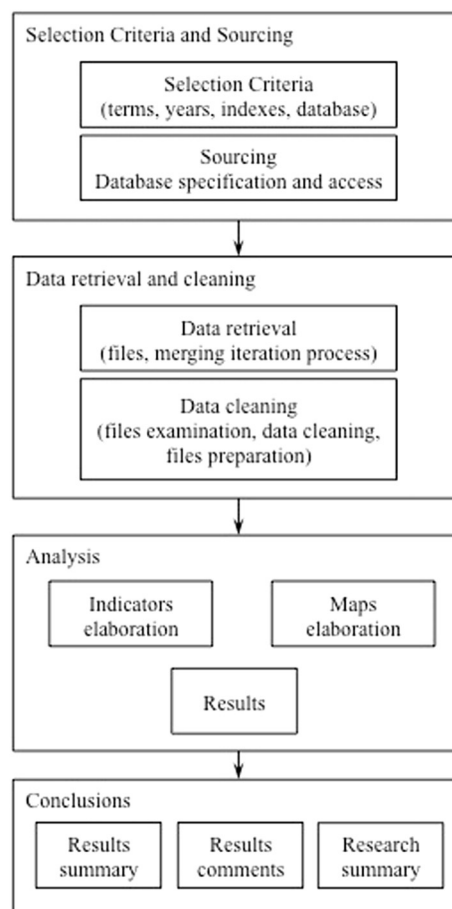 Selection Criteria and Sourcing
Selection Criteria
(terms, years, indexes, database)
Sourcing
Database specification and access
Data retrieval and cleaning
Data retrieval
(files, merging iteration process)
Data cleaning
(files examination, data cleaning,
files preparation)
Analysis
Indicators
elaboration
Maps
elaboration
Results
Conclusions
Results
summary
Results
comments
Research
summary